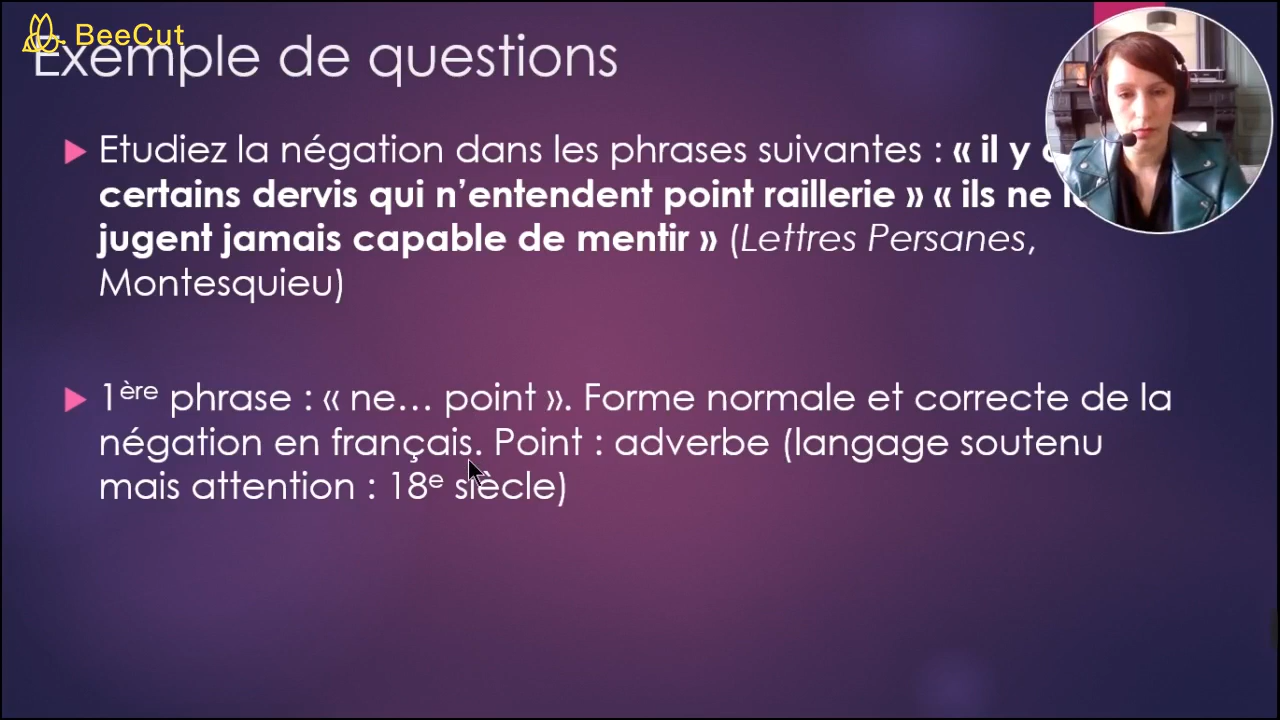 BeeCut
Exemple de questions
Etudiez la négation dans les phrases suivantes : « il y
certains dervis qui n'entendent point raillerie » « ils ne
jugent jamais capable de mentir » (Lettres Persanes,
Montesquieu)
1ère phrase : « ne… point ». Forme normale et correcte de la
négation en français. Point : adverbe (langage soutenu
mais attention : 18e siècle)